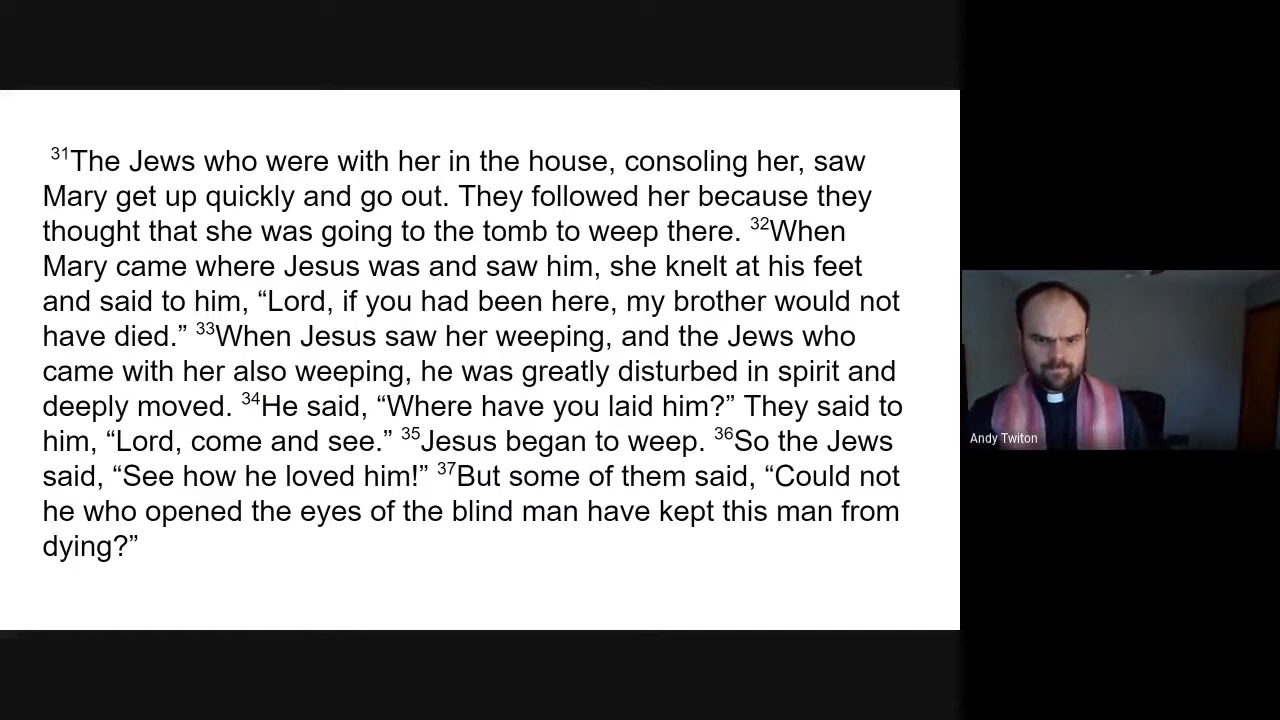 ³¹The Jews who were with her in the house, consoling her, saw
Mary get up quickly and go out. They followed her because they
thought that she was going to the tomb to weep there. ³²When
Mary came where Jesus was and saw him, she knelt at his feet
and said to him, “Lord, if you had been here, my brother would not
have died.” ³³When Jesus saw her weeping, and the Jews who
came with her also weeping, he was greatly disturbed in spirit and
deeply moved. ³⁴He said, “Where have you laid him?” They said to
him, “Lord, come and see.” ³⁵Jesus began to weep. ³⁶So the Jews
said, “See how he loved him!” ³⁷But some of them said, “Could not
he who opened the eyes of the blind man have kept this man from
dying?”
Andy Twiton